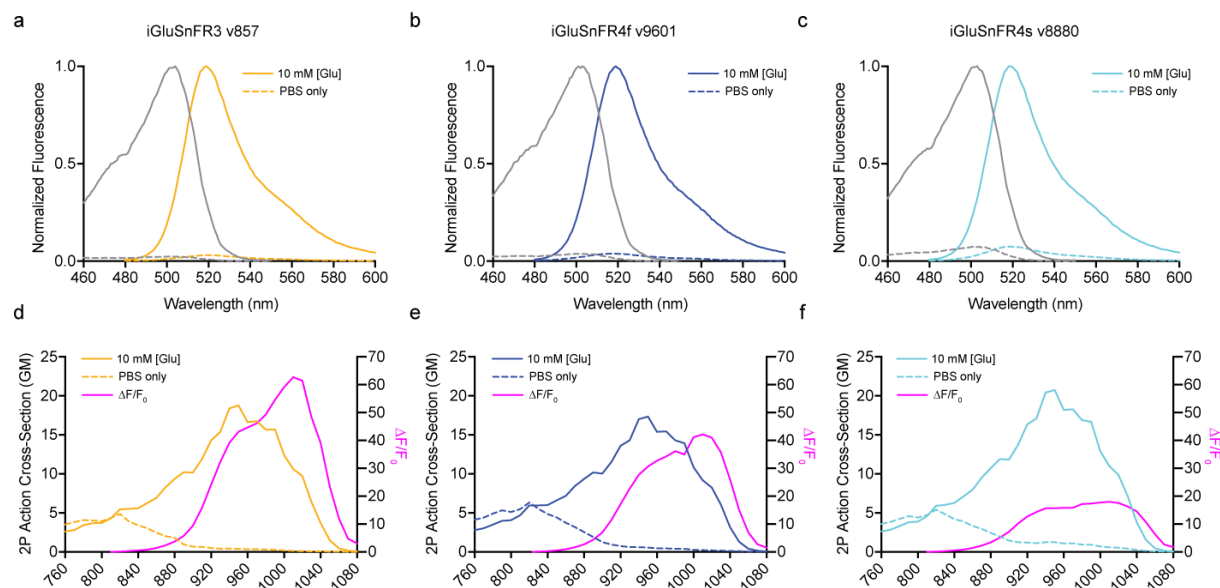 a
iGluSnFR3 v857
b
iGluSnFR4f v9601
c
iGluSnFR4s v8880
Normalized Fluorescence
1.0
0.5
0.0
10 mM [Glu]
PBS only
460 480 500 520 540 560 580 600
Wavelength (nm)
Normalized Fluorescence
1.0
0.5
0.0
10 mM [Glu]
PBS only
460 480 500 520 540 560 580 600
Wavelength (nm)
Normalized Fluorescence
1.0
0.5
0.0
10 mM [Glu]
PBS only
460 480 500 520 540 560 580 600
Wavelength (nm)
d
2P Action Cross-Section (GM)
25
20
15
10
5
0
10 mM [Glu]
PBS only
ΔF/F0
70
60
50
40
30
20
10
0
ΔF/F0
760 800 840 880 920 960 1000 1040 1080
e
2P Action Cross-Section (GM)
25
20
15
10
5
0
10 mM [Glu]
PBS only
ΔF/F0
70
60
50
40
30
20
10
0
ΔF/F0
760 800 840 880 920 960 1000 1040 1080
f
2P Action Cross-Section (GM)
25
20
15
10
5
0
10 mM [Glu]
PBS only
ΔF/F0
70
60
50
40
30
20
10
0
ΔF/F0
760 800 840 880 920 960 1000 1040 1080